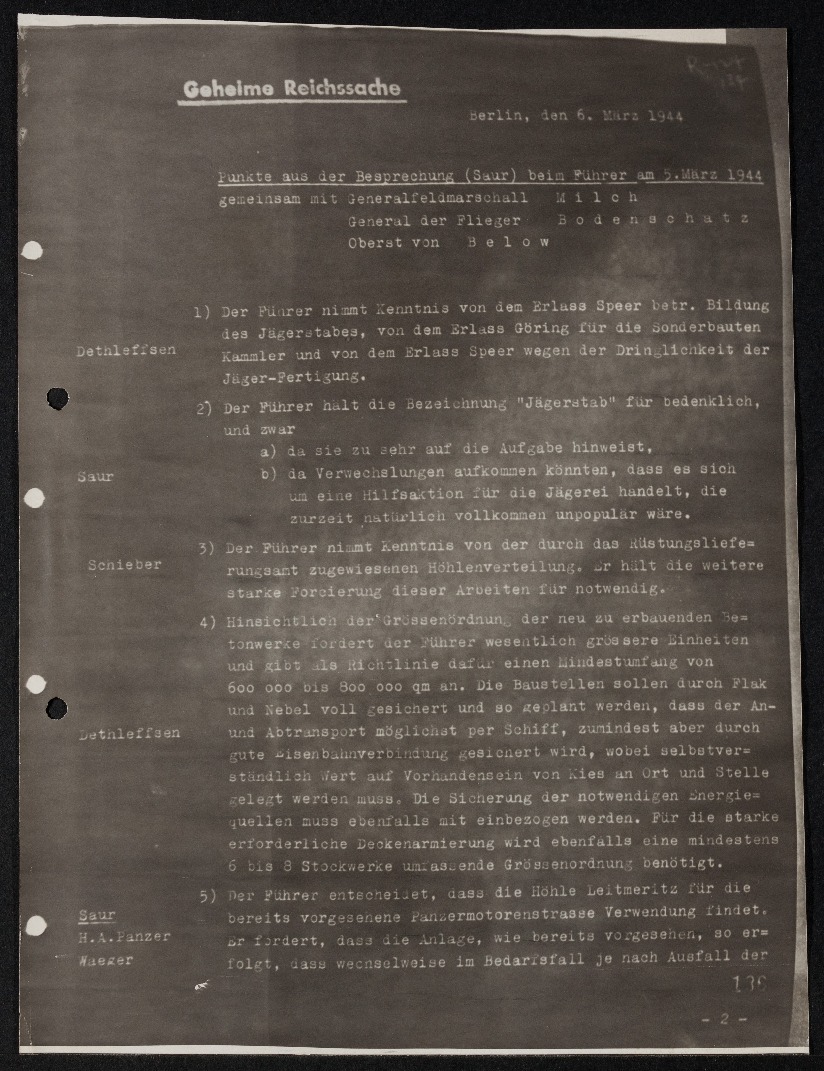 Geheime Reichssache
Berlin, den 6. März 1944
Punkte aus der Besprechung (Saur) beim Führer am 5.März 1944
gemeinsam mit Generalfeldmarschall M i l c h
General der Flieger B o d e n s c h a t z
Oberst von B e l o w
1) Der Führer nimmt Kenntnis von dem Erlass Speer betr. Bildung
des Jägerstabes, von dem Erlass Göring für die Sonderbauten
Dethleffsen
Kammler und von dem Erlass Speer wegen der Dringlichkeit der
Jäger-Fertigung.
2) Der Führer hält die Bezeichnung "Jägerstab" für bedenklich,
und zwar
a) da sie zu sehr auf die Aufgabe hinweist,
Saur
b) da Verwechslungen aufkommen könnten, dass es sich
um eine Hilfsaktion für die Jägerei handelt, die
zurzeit natürlich vollkommen unpopulär wäre.
3) Der Führer nimmt Kenntnis von der durch das Rüstungsliefe=
Schieber
rungsamt zugewiesenen Höhlenverteilung. Er hält die weitere
starke Forcierung dieser Arbeiten für notwendig.
4) Hinsichtlich der Grössenördnung der neu zu erbauenden Be=
tonwerke fordert der Führer wesentlich grössere Einheiten
und gibt als Richtlinie dafür einen Mindestumfang von
600 000 bis 800 000 qm an. Die Baustellen sollen durch Flak
und Nebel voll gesichert und so geplant werden, dass der An-
Dethleffsen
und Abtransport möglichst per Schiff, zumindest aber durch
gute Eisenbahnverbindung gesichert wird, wobei selbstver=
ständlich Wert auf Vorhandensein von Kies an Ort und Stelle
gelegt werden muss. Die Sicherung der notwendigen Energie=
quellen muss ebenfalls mit einbezogen werden. Für die starke
erforderliche Deckenarmierung wird ebenfalls eine mindestens
6 bis 8 Stockwerke umfassende Grössenordnung benötigt.
5) Der Führer entscheidet, dass die Höhle Leitmeritz für die
Saur
bereits vorgesehene Panzermotorenstrasse Verwendung findet.
H.A.Panzer
Er fordert, dass die Anlage, wie bereits vorgesehen, so er=
Waeger
folgt, dass wechselweise im Bedarfsfall je nach Ausfall der
- 2 -